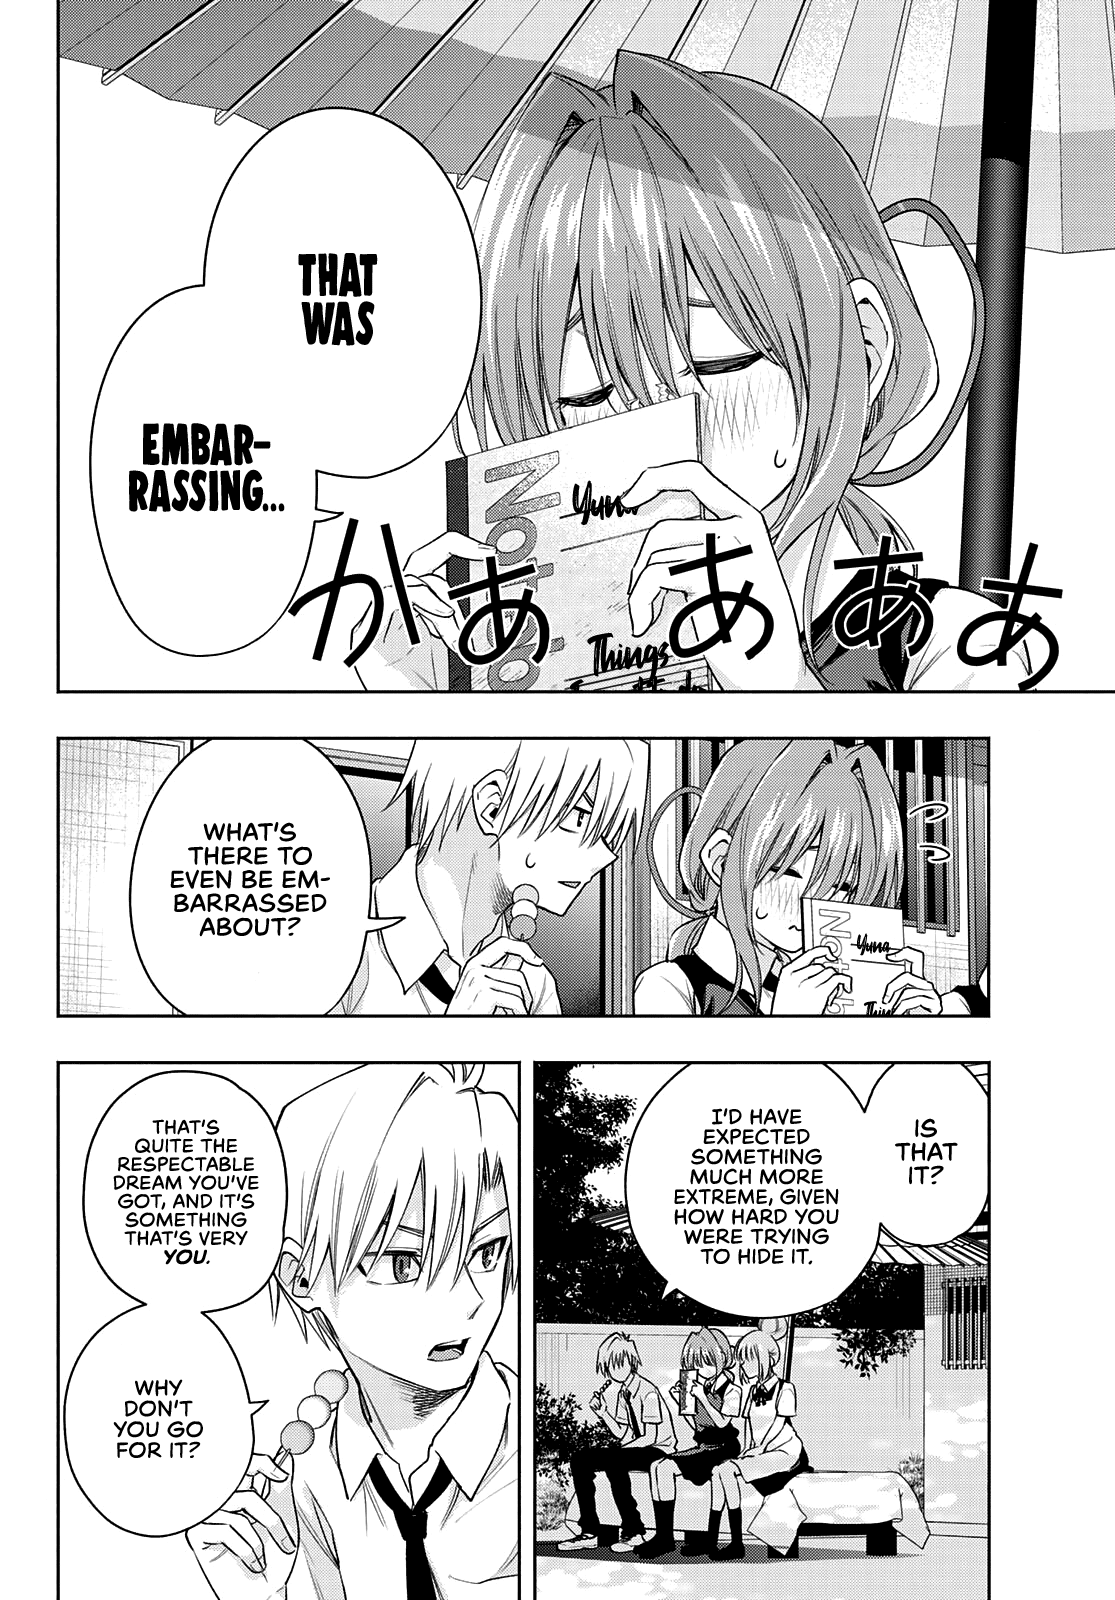 THAT
WAS
EMBAR-
RASSING...
Notebook
Yuna
Things
かぁぁぁぁ
WHAT'S
THERE TO
EVEN BE EM-
BARRASSED
ABOUT?
Yuna
IS
THAT
IT?
I'D HAVE
EXPECTED
SOMETHING
MUCH MORE
EXTREME, GIVEN
HOW HARD YOU
WERE TRYING
TO HIDE IT.
THAT'S
QUITE THE
RESPECTABLE
DREAM YOU'VE
GOT, AND IT'S
SOMETHING
THAT'S VERY
YOU.
WHY
DON'T
YOU GO
FOR IT?